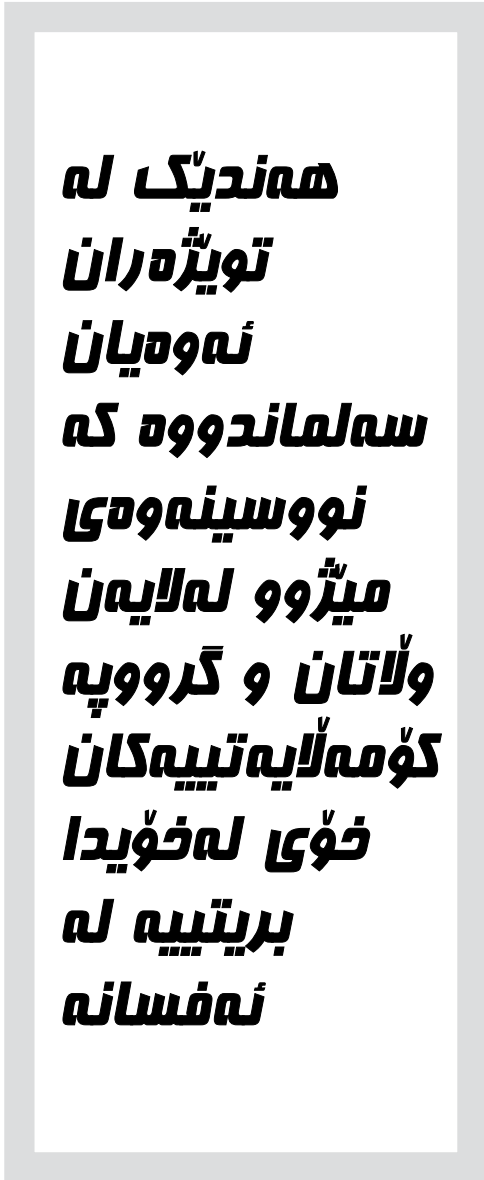 هەندێک لە
توێژەران
ئەوەیان
سەلماندووە کە
نووسینەوەی
مێژوو لەلایەن
وڵاتان و گرووپە
کۆمەڵایەتییەکان
خۆی لەخۆیدا
بریتییە لە
ئەفسانە